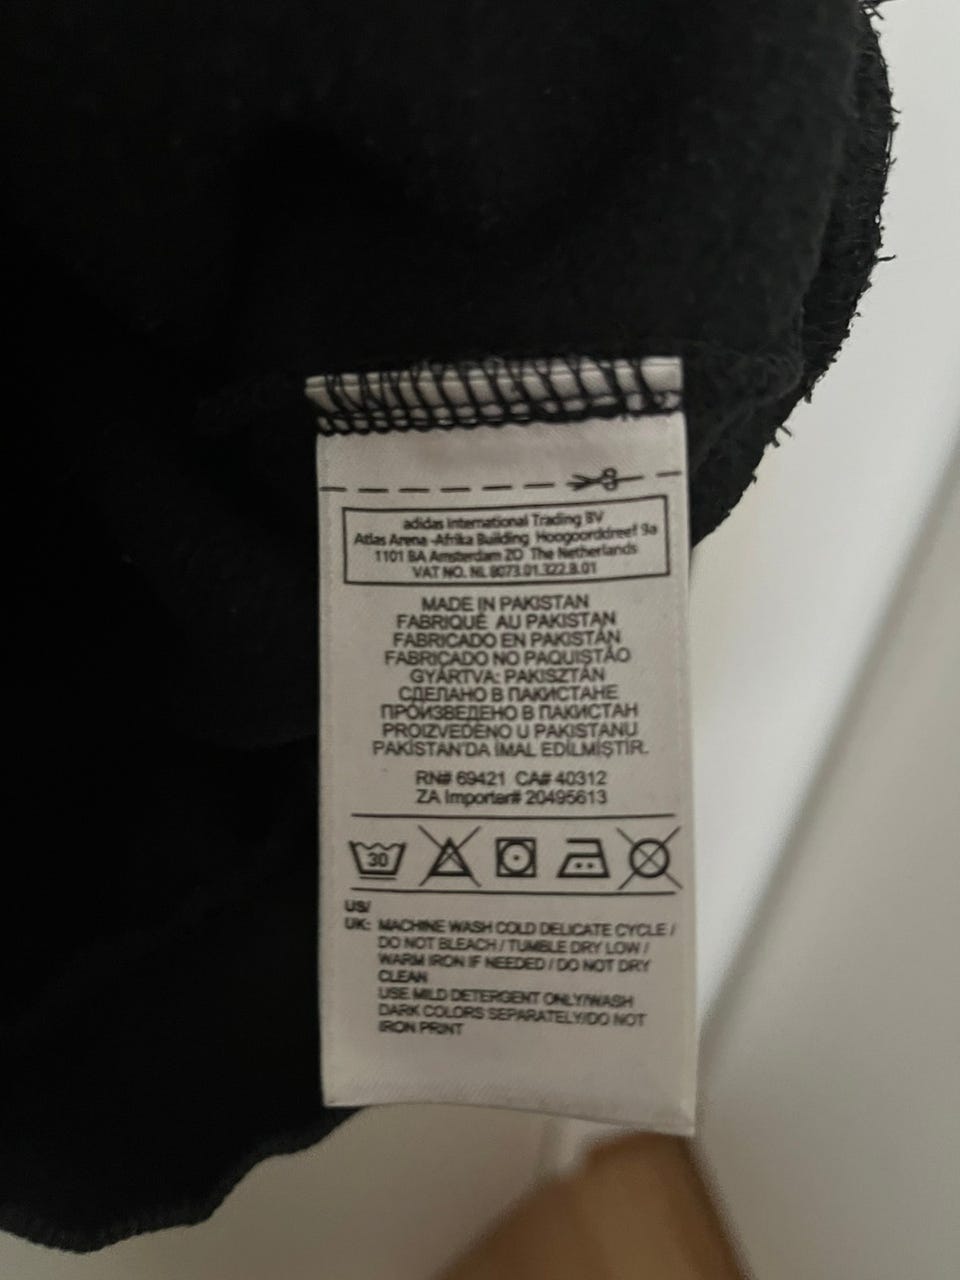 adidas International Trading BV
Atlas Arena -Afrika Building Hoogoorddreef 9a
1101 BA Amsterdam ZO The Netherlands
VAT NO. NL 8073.01.322.B.01
MADE IN PAKISTAN
FABRIQUÉ AU PAKISTAN
FABRICADO EN PAKISTÁN
FABRICADO NO PAQUISTÃO
GYÁRTVA: PAKISZTÁN
СДЕЛАНО В ПАКИСТАНЕ
ПРОИЗВЕДЕНО В ПАКИСТАН
PROIZVEDENO U PAKISTANU
PAKİSTAN'DA İMAL EDİLMİŞTİR.
RN# 69421 CA# 40312
ZA Importer# 20495613
30
US/
UK: MACHINE WASH COLD DELICATE CYCLE /
DO NOT BLEACH / TUMBLE DRY LOW /
WARM IRON IF NEEDED / DO NOT DRY
CLEAN
USE MILD DETERGENT ONLY/WASH
DARK COLORS SEPARATELY/DO NOT
IRON PRINT